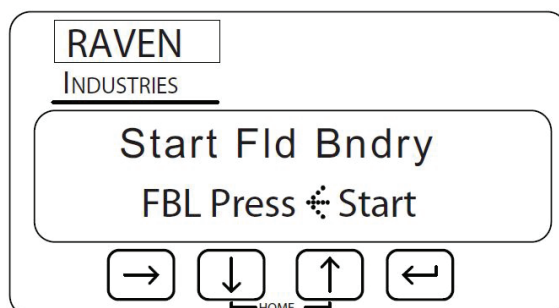 RAVEN
INDUSTRIES
Start Fld Bndry
FBL Press Start
HOME